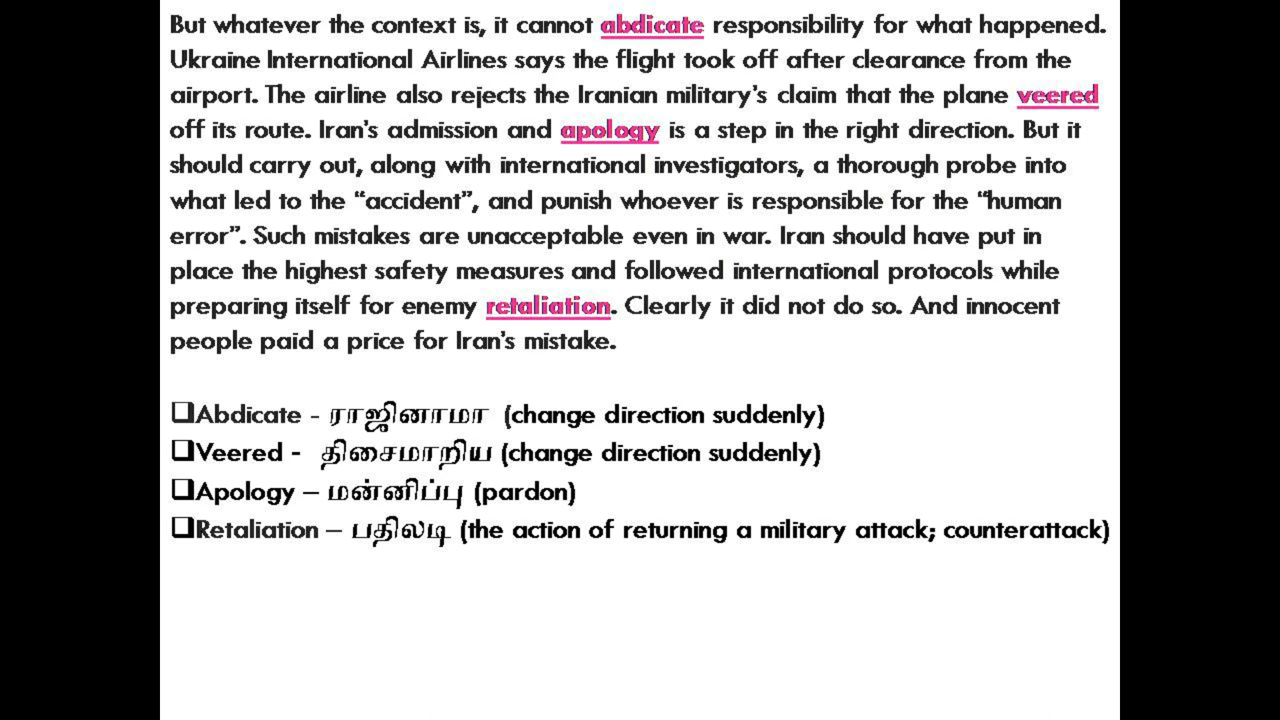 But whatever the context is, it cannot abdicate responsibility for what happened.
Ukraine International Airlines says the flight took off after clearance from the
airport. The airline also rejects the Iranian military's claim that the plane veered
off its route. Iran's admission and apology is a step in the right direction. But it
should carry out, along with international investigators, a thorough probe into
what led to the “accident”, and punish whoever is responsible for the “human
error”. Such mistakes are unacceptable even in war. Iran should have put in
place the highest safety measures and followed international protocols while
preparing itself for enemy retaliation. Clearly it did not do so. And innocent
people paid a price for Iran's mistake.
❑Abdicate - ராஜினாமா (change direction suddenly)
❑Veered - திசைமாறிய (change direction suddenly)
❑Apology – மன்னிப்பு (pardon)
❑Retaliation – பதிலடி (the action of returning a military attack; counterattack)